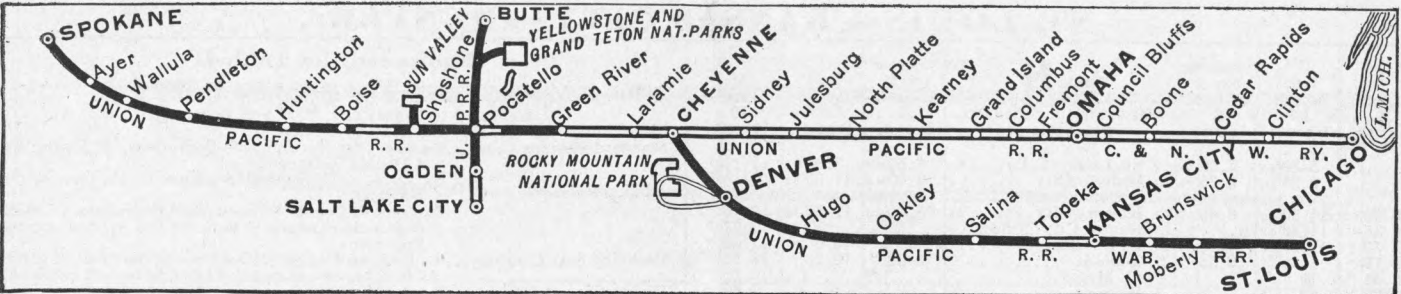 SPOKANE
Ayer
Wallula
Pendleton
Huntington
Boise
SUN VALLEY
Shoshone
BUTTE
YELLOWSTONE AND
GRAND TETON NAT. PARKS
Pocatello
Green River
Laramie
CHEYENNE
Sidney
Julesburg
North Platte
Kearney
Grand Island
Columbus
Fremont
OMAHA
Council Bluffs
Boone
Cedar Rapids
Clinton
L. MICH.
CHICAGO
UNION PACIFIC R. R.
U. P. R. R.
UNION PACIFIC R. R.
C. & N. W. RY.
OGDEN
SALT LAKE CITY
ROCKY MOUNTAIN
NATIONAL PARK
DENVER
Hugo
Oakley
Salina
Topeka
KANSAS CITY
Brunswick
Moberly
ST. LOUIS
UNION PACIFIC R. R.
WAB. R. R.